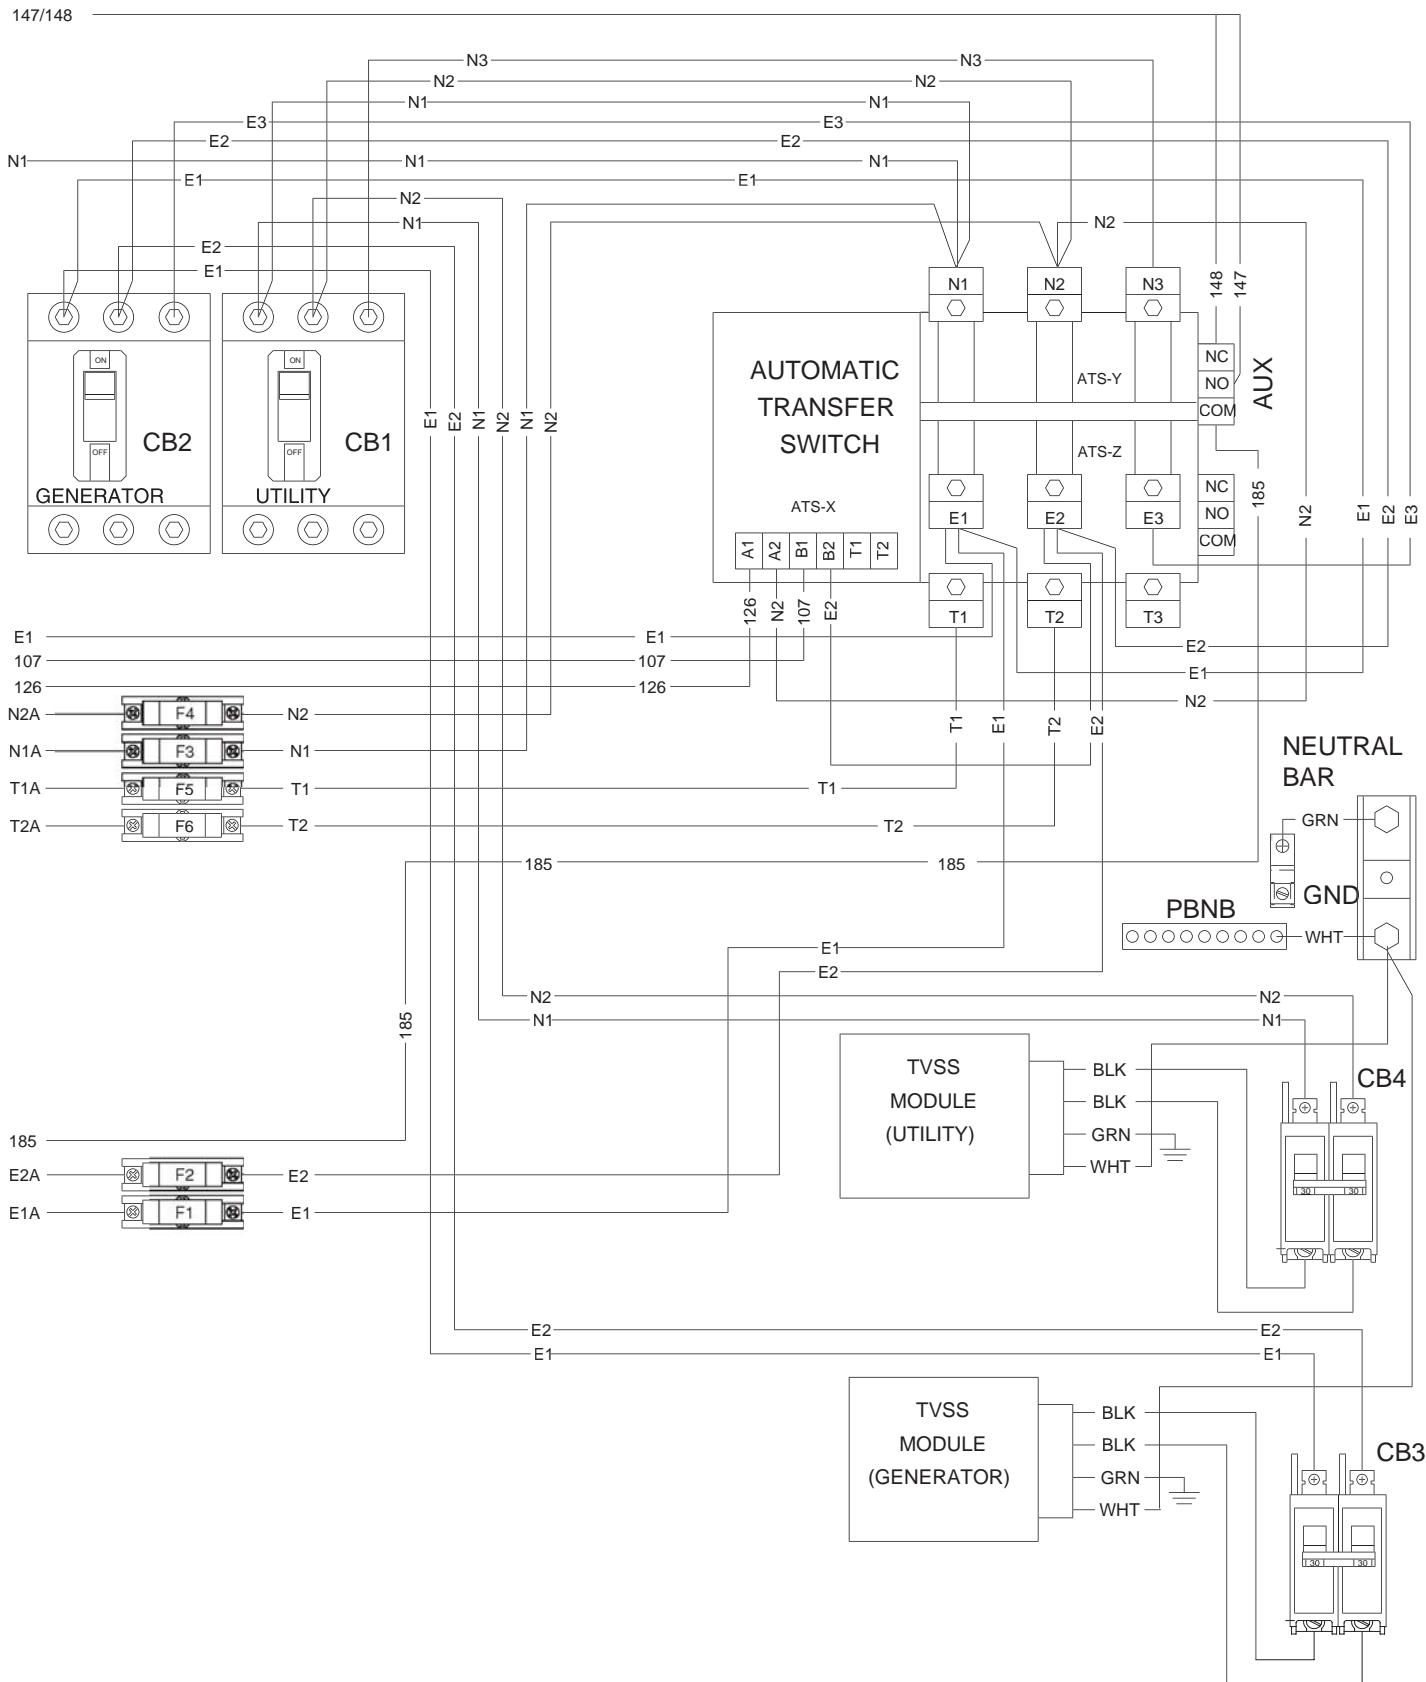 147/148
N3 N3
N2 N2
N1 N1
E3 E3
E2 E2
N1 N1 N1
E1 E1
N2
N1 N2
E2
E1
148 147
N1 N2 N3
ON ON
NC
NO
COM
AUX
AUTOMATIC
TRANSFER
SWITCH
ATS-Y
ATS-Z
ATS-X
E1 E2 N1 N2 N1 N2
CB2 CB1
OFF OFF
GENERATOR UTILITY
NC
NO
COM
185 N2 E1 E2 E3
E1 E2 E3
A1 A2 B1 B2 T1 T2
126 N2 107 E2
T1 T2 T3
E1 E1
E2
107 107
E1
126 126
N2
N2A F4 N2
T1 E1 T2 E2
N1A F3 N1
NEUTRAL
BAR
T1A F5 T1 T1
GRN
T2A F6 T2 T2
185 185
GND
PBNB
WHT
E1
E2
N2 N2
N1 N1
185
TVSS
MODULE
(UTILITY)
BLK
BLK
GRN
WHT
CB4
185
E2A F2 E2
30 30
E1A F1 E1
E2 E2
E1 E1
TVSS
MODULE
(GENERATOR)
BLK
BLK
GRN
WHT
CB3
30 30